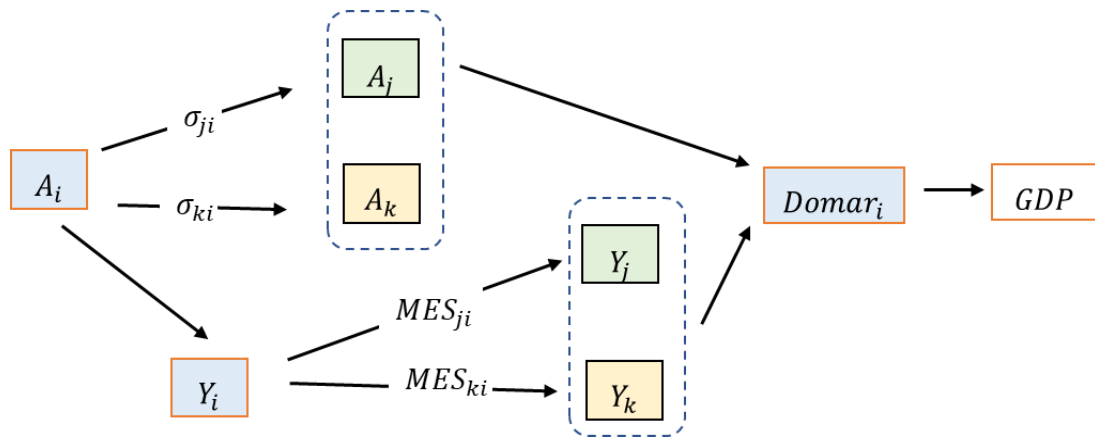 A_j
σ_ji
A_i
σ_ki
A_k
Domar_i
GDP
Y_j
MES_ji
Y_i
MES_ki
Y_k